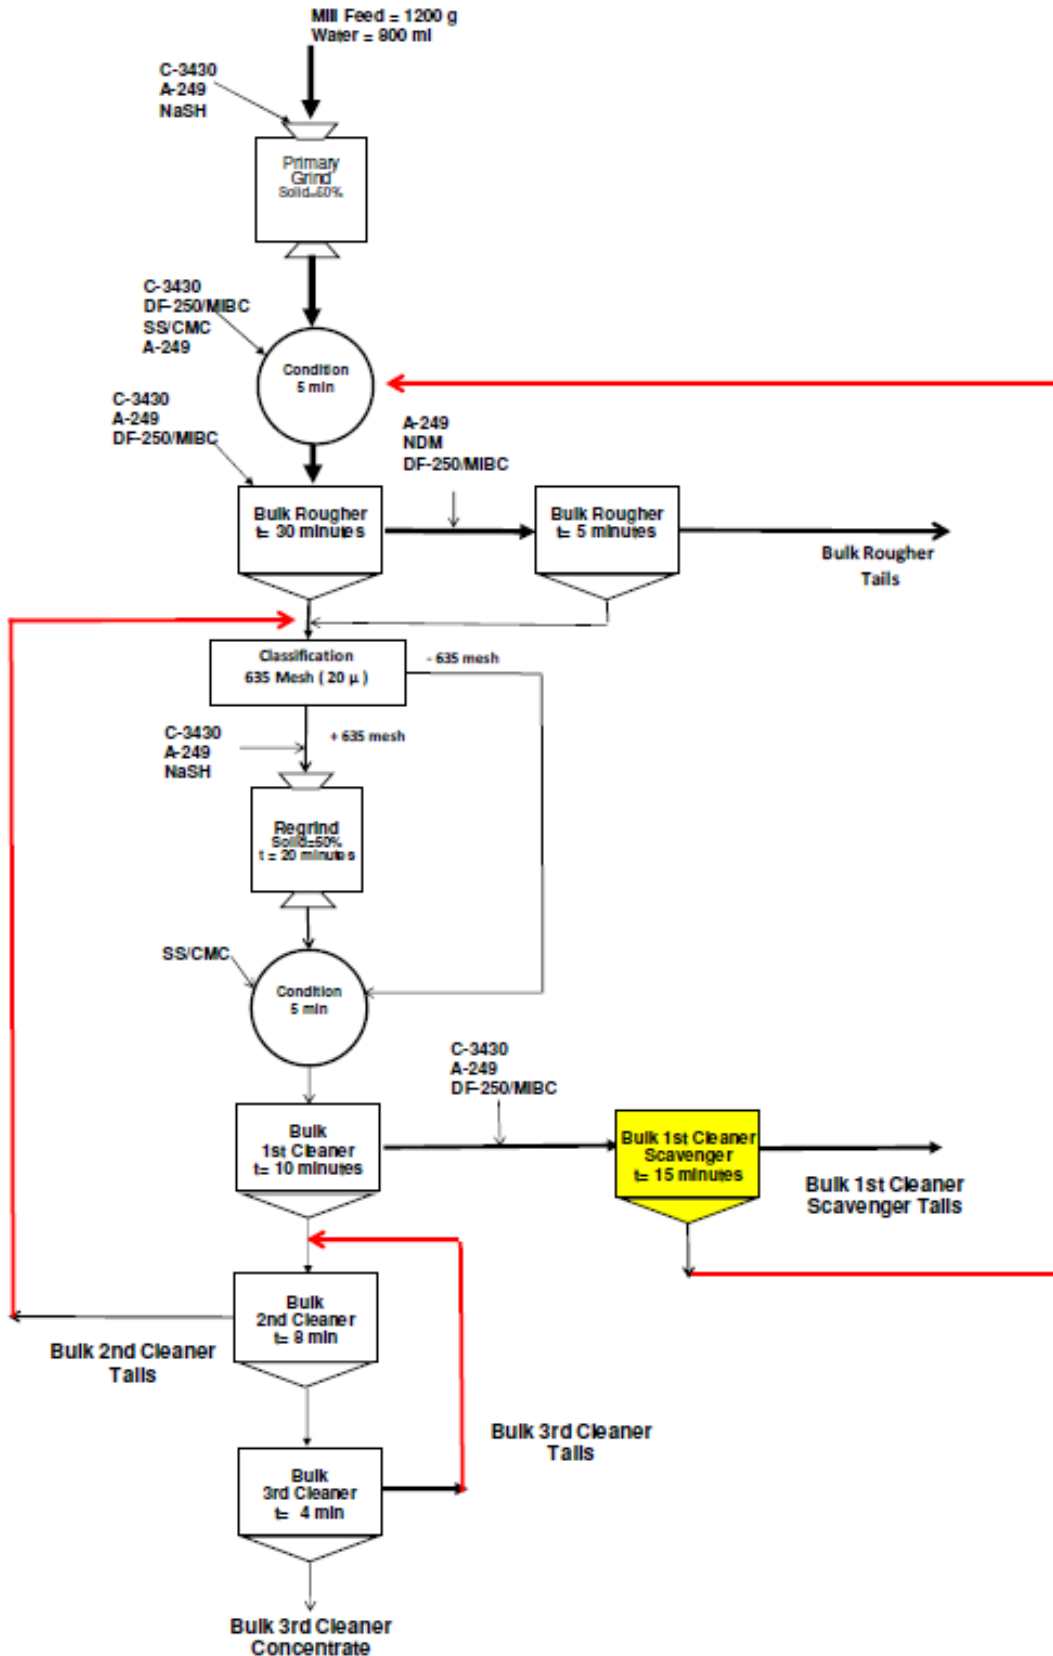 Mill Feed = 1200 g
Water = 800 ml
C-3430
A-249
NaSH
Primary
Grind
Solid=60%
C-3430
DF-250/MIBC
SS/CMC
A-249
Condition
5 min
C-3430
A-249
DF-250/MIBC
A-249
NDM
DF-250/MIBC
Bulk Rougher
t= 30 minutes
Bulk Rougher
t= 5 minutes
Bulk Rougher
Tails
Classification
635 Mesh ( 20 µ )
- 635 mesh
+ 635 mesh
C-3430
A-249
NaSH
Regrind
Solid=50%
t = 20 minutes
SS/CMC
Condition
5 min
C-3430
A-249
DF-250/MIBC
Bulk
1st Cleaner
t= 10 minutes
Bulk 1st Cleaner
Scavenger
t= 15 minutes
Bulk 1st Cleaner
Scavenger Tails
Bulk
2nd Cleaner
t= 8 min
Bulk 2nd Cleaner
Tails
Bulk 3rd Cleaner
Tails
Bulk
3rd Cleaner
t= 4 min
Bulk 3rd Cleaner
Concentrate